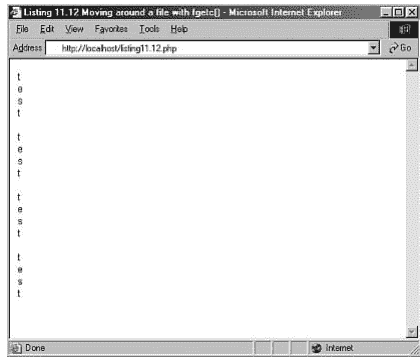 Listing 11.12 Moving around a file with fgetc() - Microsoft Internet Explorer
File Edit View Favorites Tools Help
Address http://localhost/listing11.12.php Go
t
e
s
t
t
e
s
t
t
e
s
t
t
e
s
t
Done Internet